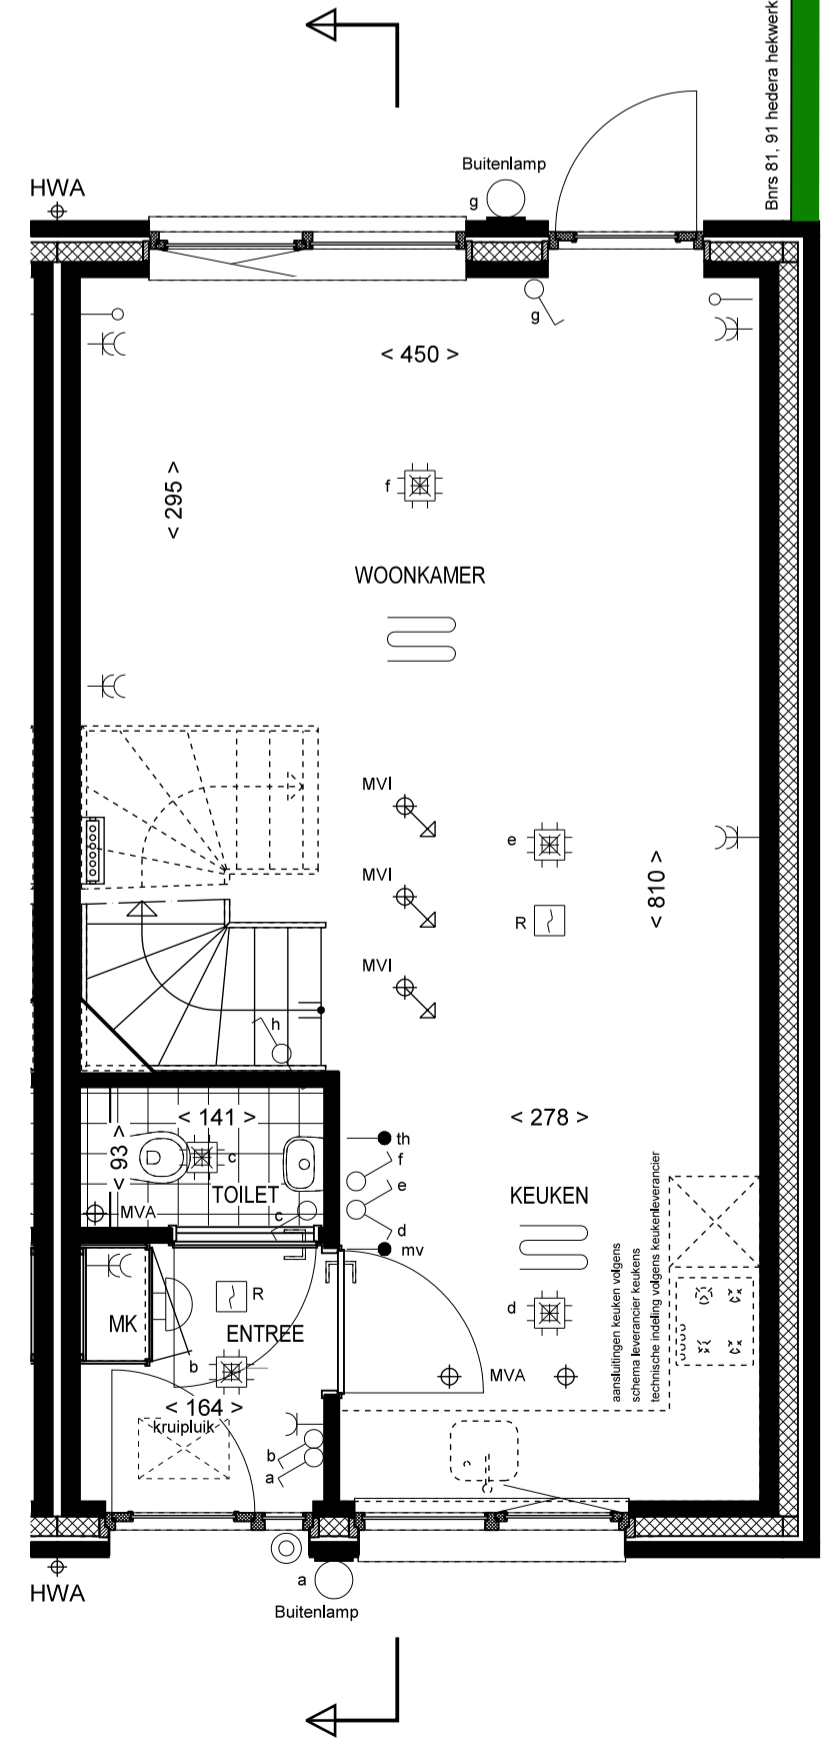 Bnrs 81, 91 hedera hekwerk
Buitenlamp
g
HWA
g
< 450 >
< 295 >
f
WOONKAMER
MVI
e
< 810 >
MVI
R
MVI
h
< 141 >
< 278 >
th
< 93 >
c
f
TOILET
e
KEUKEN
MVA
c
d
mv
aansluitingen keuken volgens
schema leverancier keukens
technische indeling volgens keukenleverancier
R
MK
ENTREE
d
b
MVA
< 164 >
kruipluik
b
a
a
HWA
Buitenlamp